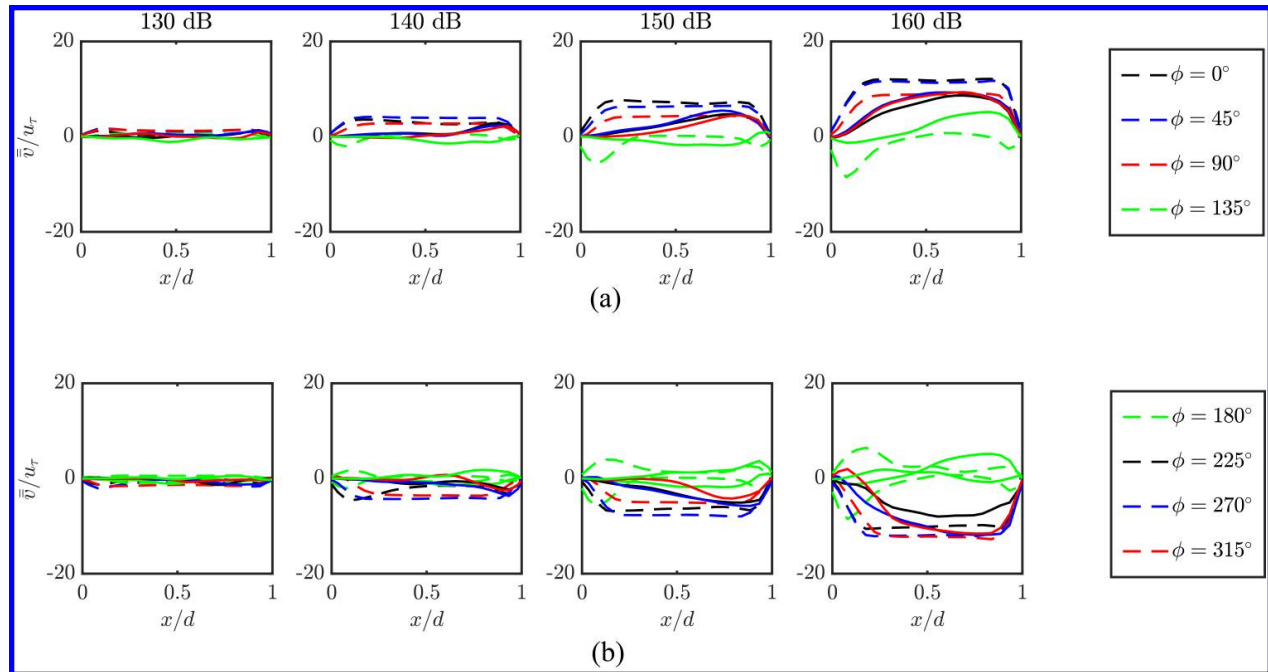 130 dB 140 dB 150 dB 160 dB
20 20 20 20
0 0 0 0
-20 -20 -20 -20
v̿/u_τ
0 0.5 1 0 0.5 1 0 0.5 1 0 0.5 1
x/d x/d x/d x/d
ϕ = 0°
ϕ = 45°
ϕ = 90°
ϕ = 135°
(a)
20 20 20 20
0 0 0 0
-20 -20 -20 -20
v̿/u_τ
0 0.5 1 0 0.5 1 0 0.5 1 0 0.5 1
x/d x/d x/d x/d
ϕ = 180°
ϕ = 225°
ϕ = 270°
ϕ = 315°
(b)